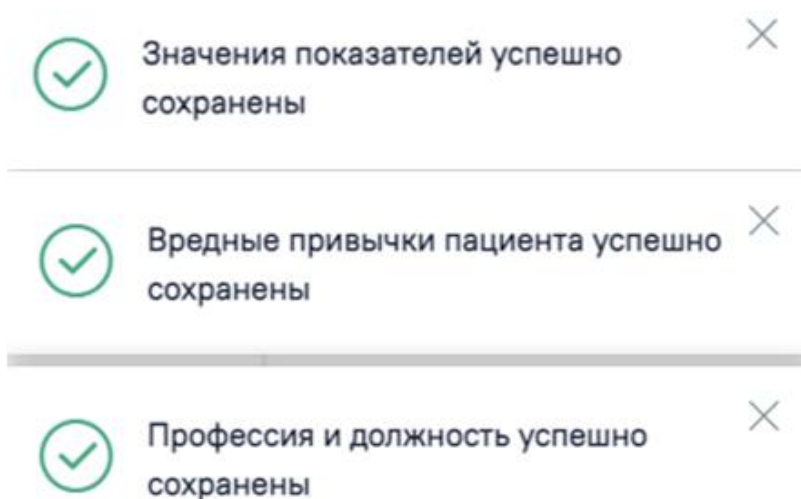 Значения показателей успешно
сохранены
Вредные привычки пациента успешно
сохранены
Профессия и должность успешно
сохранены